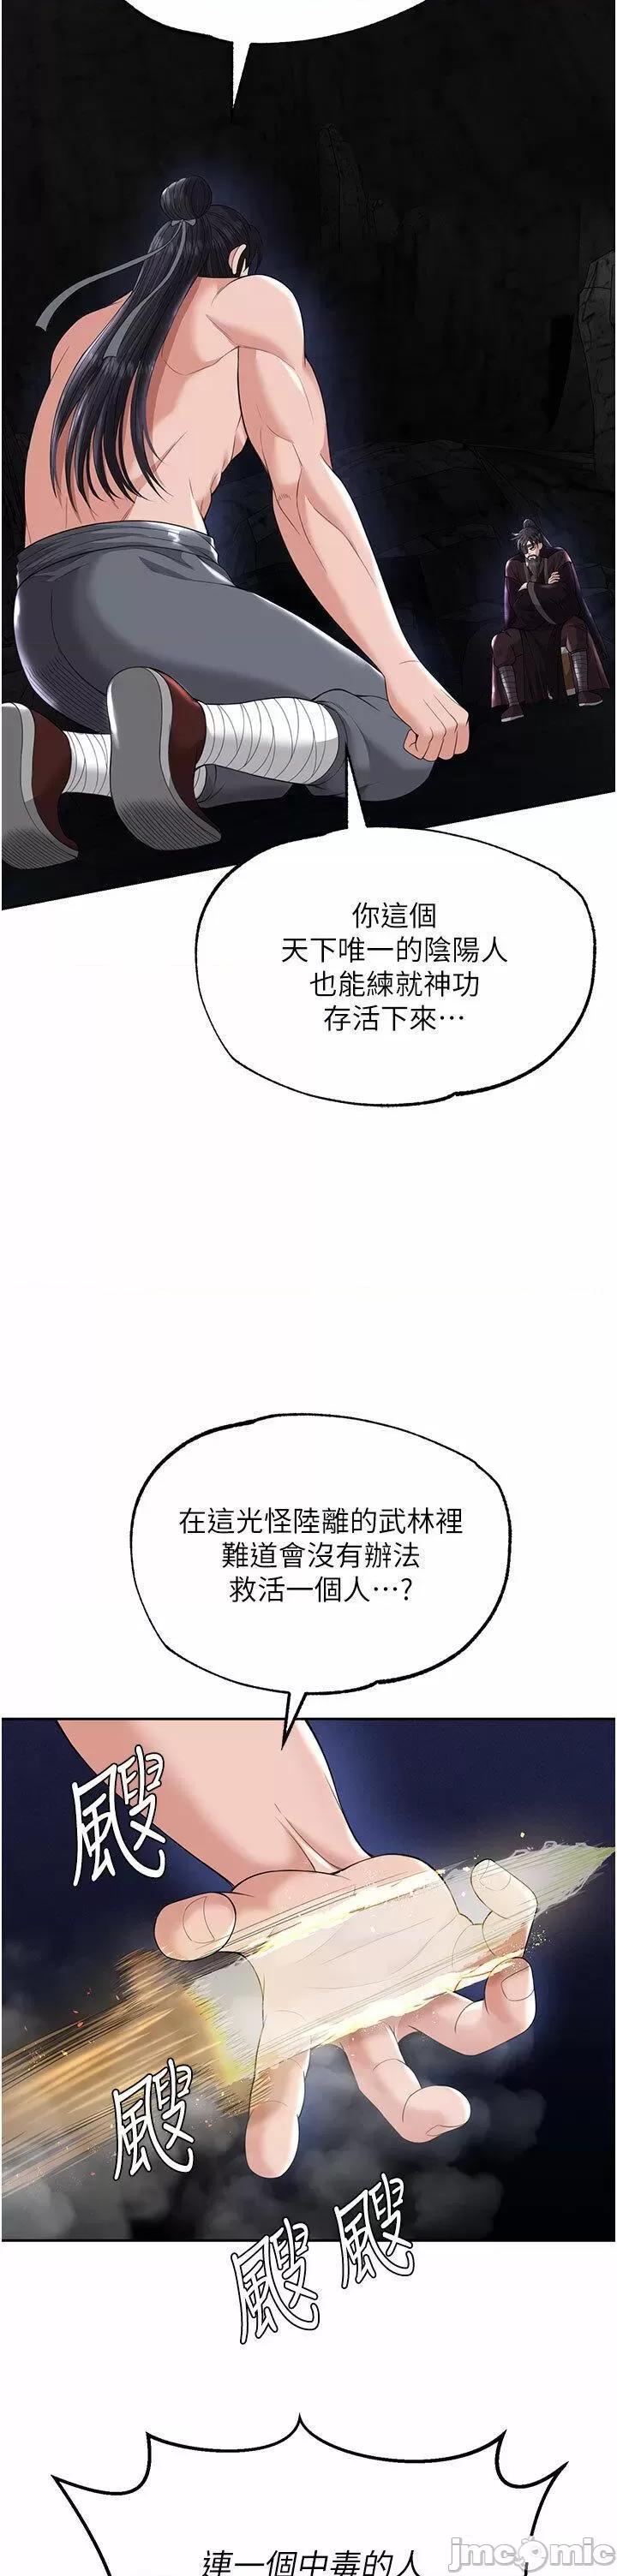 你這個
天下唯一的陰陽人
也能練就神功
存活下來…
在這光怪陸離的武林裡
難道會沒有辦法
救活一個人…?
颼
颼
颼
颼
連一個中毒的人
jmcomic